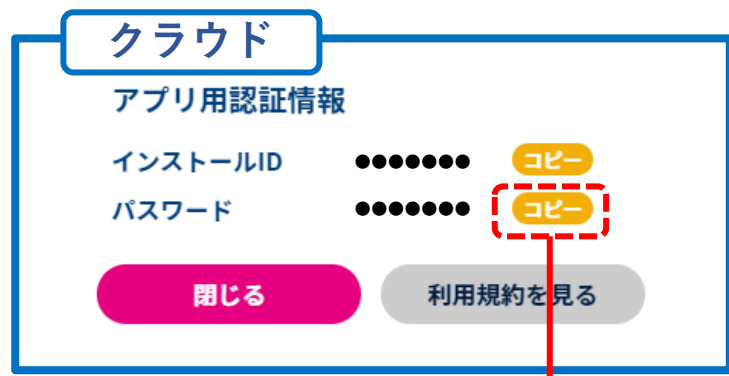 クラウド
アプリ用認証情報
インストールID ●●●●●●● コピー
パスワード ●●●●●●● コピー
閉じる 利用規約を見る